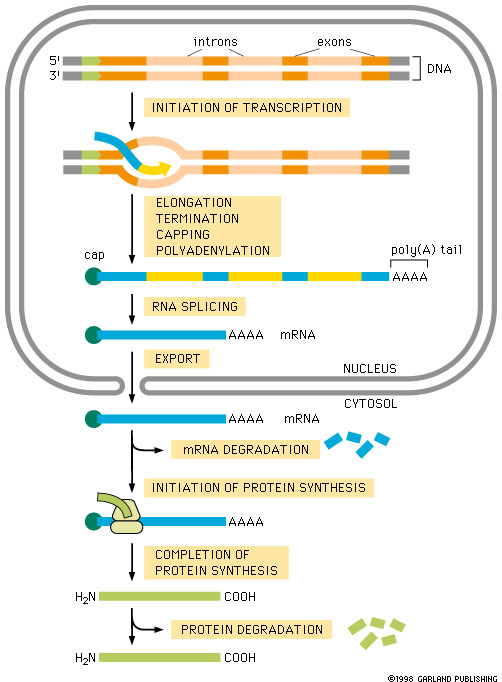 introns exons
5'
3'
DNA
INITIATION OF TRANSCRIPTION
ELONGATION
TERMINATION
CAPPING
POLYADENYLATION
cap
poly(A) tail
AAAA
RNA SPLICING
AAAA mRNA
EXPORT
NUCLEUS
CYTOSOL
AAAA mRNA
mRNA DEGRADATION
INITIATION OF PROTEIN SYNTHESIS
AAAA
COMPLETION OF
PROTEIN SYNTHESIS
H2N COOH
PROTEIN DEGRADATION
H2N COOH
©1998 GARLAND PUBLISHING